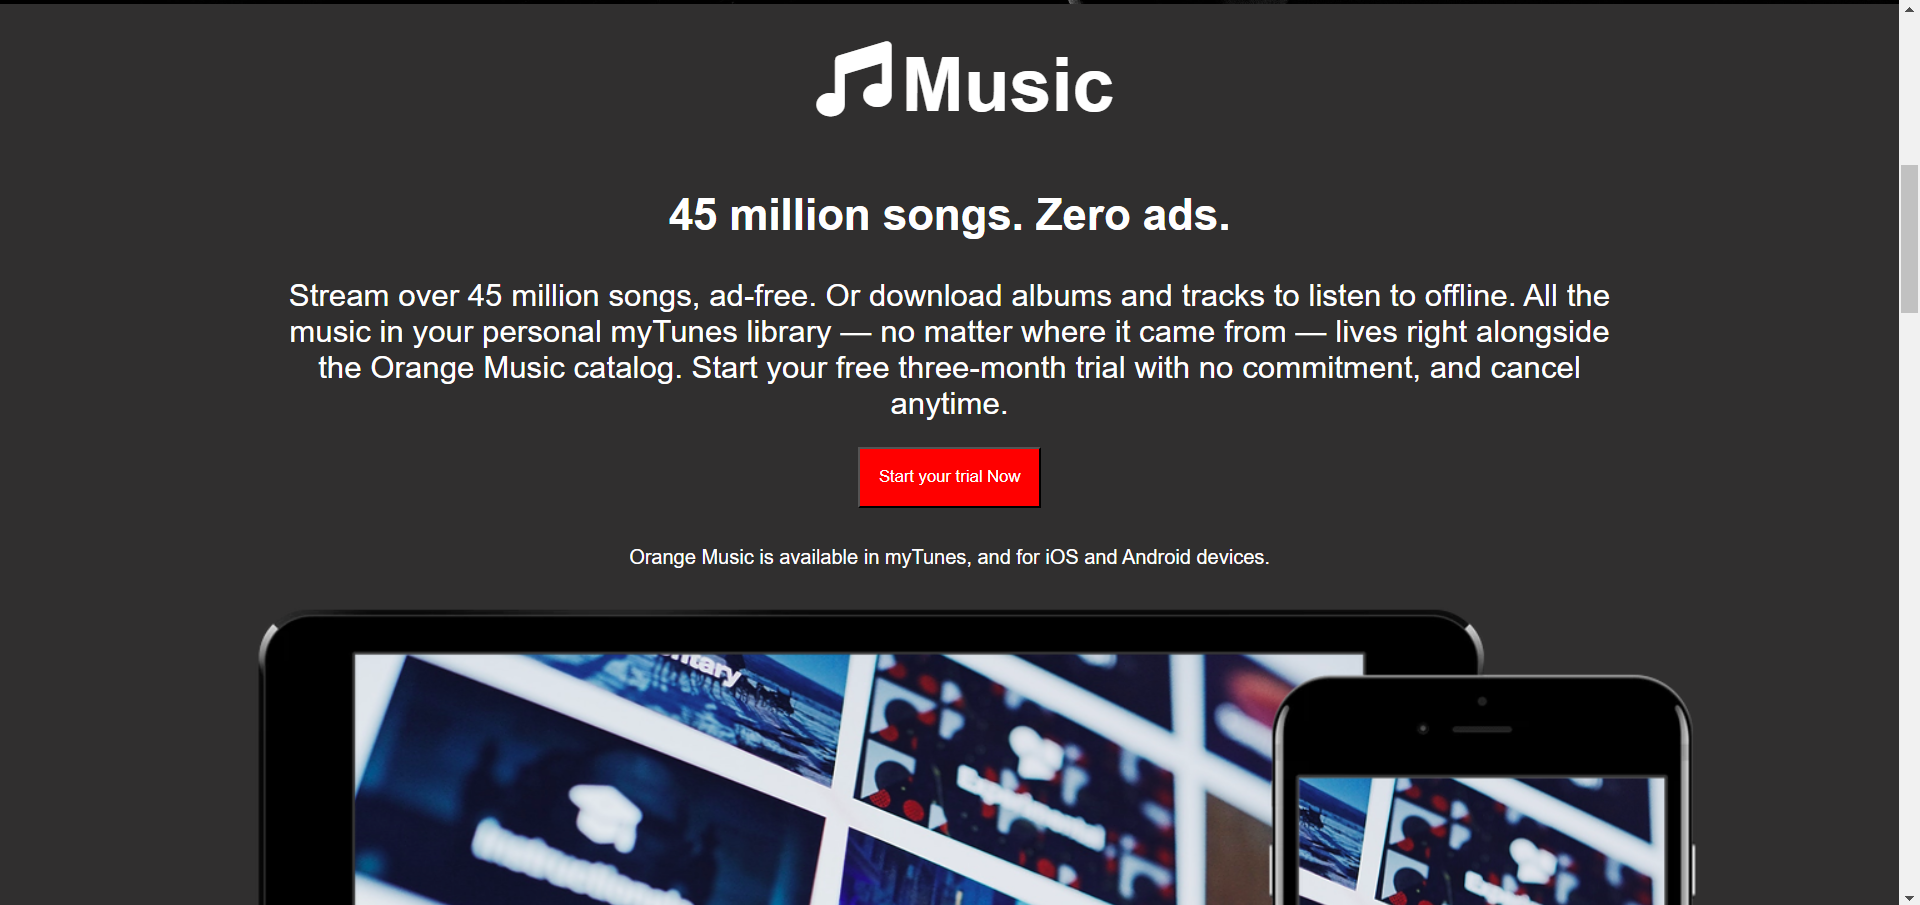 Music
45 million songs. Zero ads.
Stream over 45 million songs, ad-free. Or download albums and tracks to listen to offline. All the
music in your personal myTunes library — no matter where it came from — lives right alongside
the Orange Music catalog. Start your free three-month trial with no commitment, and cancel
anytime.
Start your trial Now
Orange Music is available in myTunes, and for iOS and Android devices.